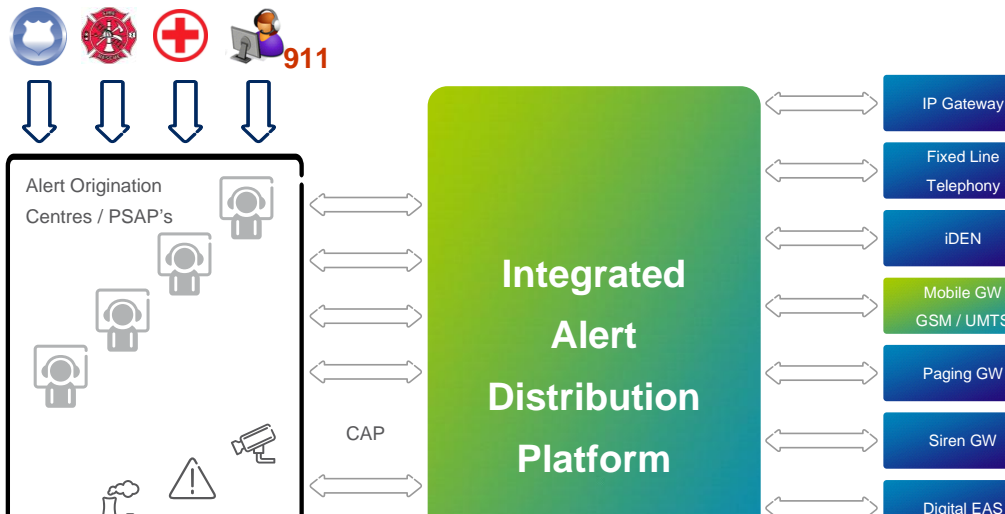 911
Alert Origination
Centres / PSAP's
CAP
Integrated
Alert
Distribution
Platform
IP Gateway
Fixed Line
Telephony
iDEN
Mobile GW
GSM / UMTS
Paging GW
Siren GW
Digital EAS